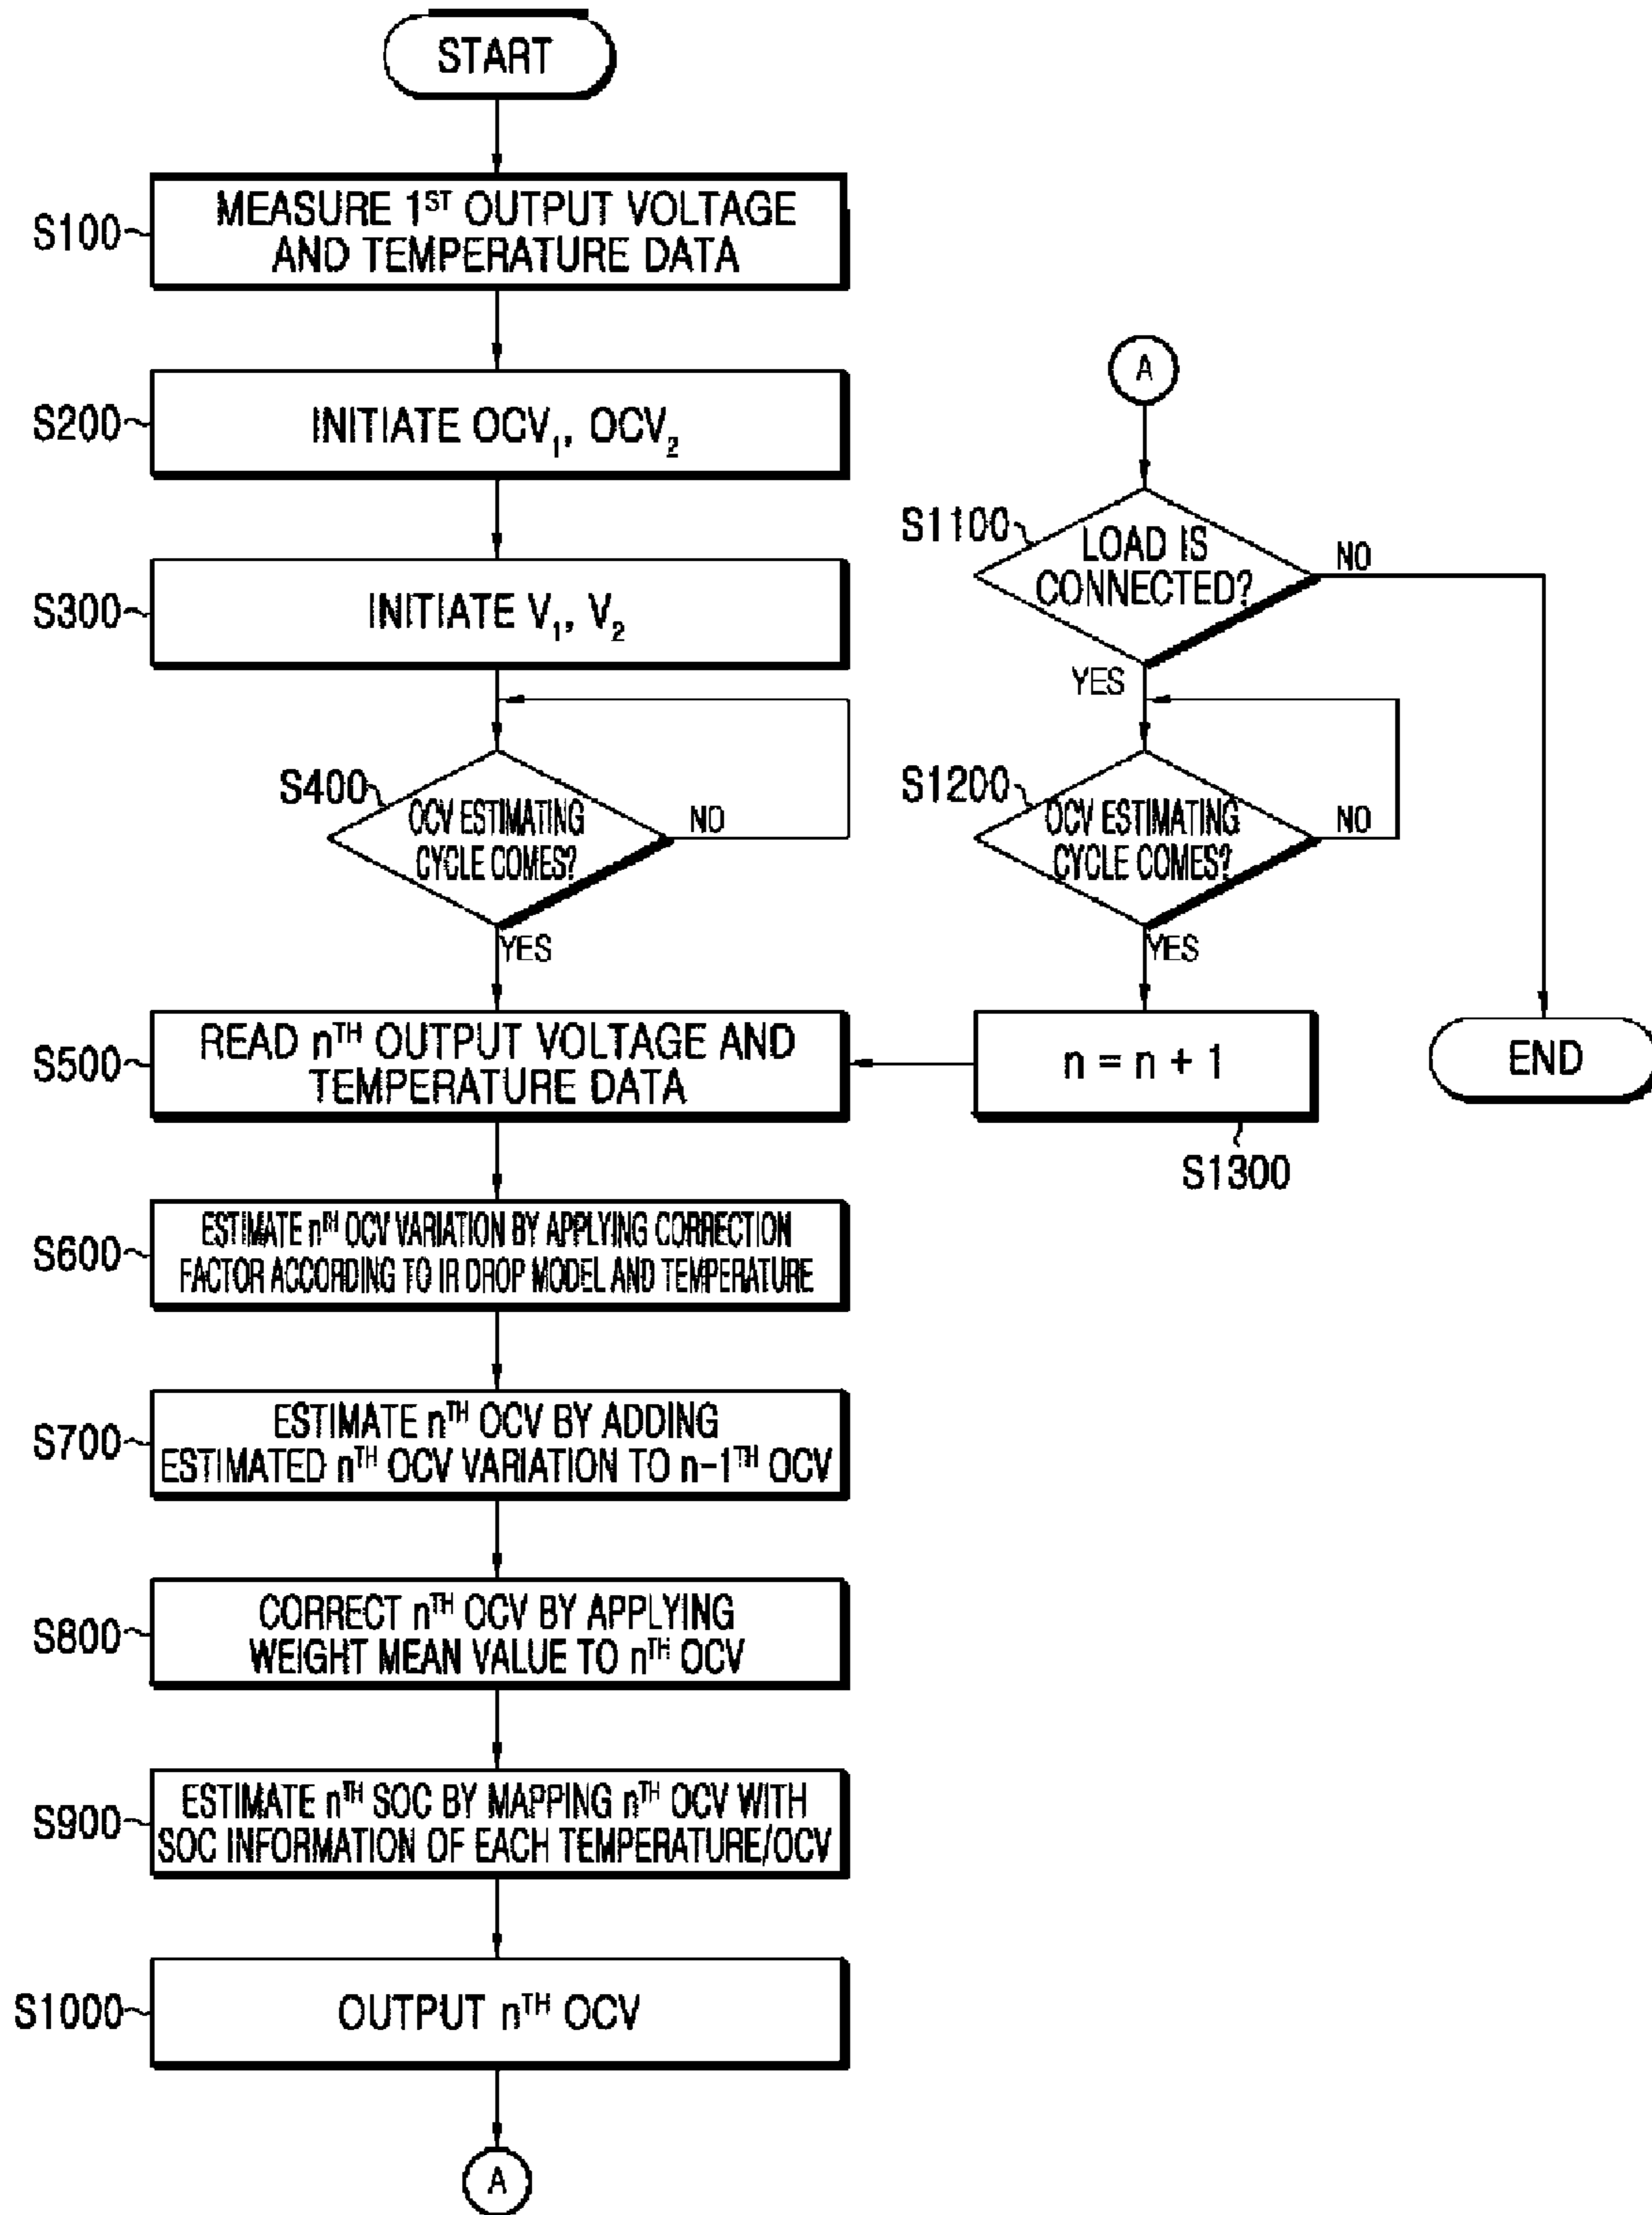 START
S100
MEASURE 1ST OUTPUT VOLTAGE
AND TEMPERATURE DATA
S200
INITIATE OCV1, OCV2
S300
INITIATE V1, V2
S400
OCV ESTIMATING
CYCLE COMES?
NO
YES
S500
READ nTH OUTPUT VOLTAGE AND
TEMPERATURE DATA
S600
ESTIMATE nTH OCV VARIATION BY APPLYING CORRECTION
FACTOR ACCORDING TO IR DROP MODEL AND TEMPERATURE
S700
ESTIMATE nTH OCV BY ADDING
ESTIMATED nTH OCV VARIATION TO n-1TH OCV
S800
CORRECT nTH OCV BY APPLYING
WEIGHT MEAN VALUE TO nTH OCV
S900
ESTIMATE nTH SOC BY MAPPING nTH OCV WITH
SOC INFORMATION OF EACH TEMPERATURE/OCV
S1000
OUTPUT nTH OCV
A
A
S1100
LOAD IS
CONNECTED?
NO
YES
S1200
OCV ESTIMATING
CYCLE COMES?
NO
YES
n = n + 1
S1300
END